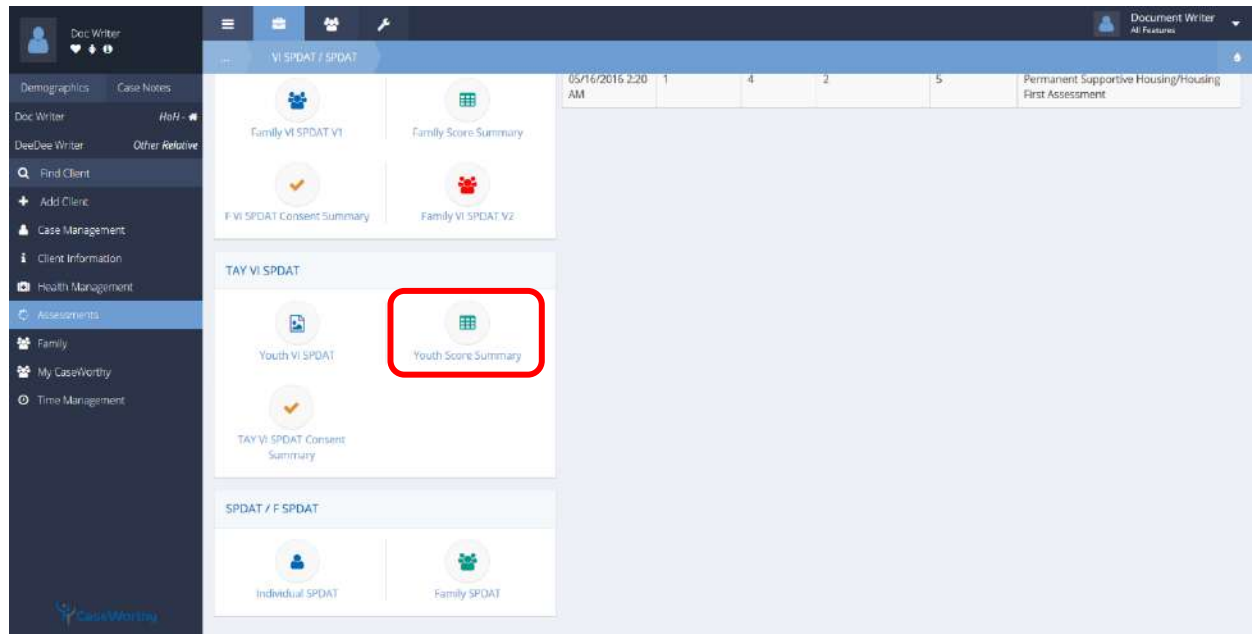 Doc Writer
Document Writer
All Features
... VI SPDAT / SPDAT
Demographics Case Notes
Doc Writer HoH -
DeeDee Writer Other Relative
Find Client
Add Client
Case Management
Client Information
Health Management
Assessments
Family
My CaseWorthy
Time Management
CaseWorthy
Family VI SPDAT V1 Family Score Summary
F VI SPDAT Consent Summary Family VI SPDAT V2
TAY VI SPDAT
Youth VI SPDAT Youth Score Summary
TAY VI SPDAT Consent
Summary
SPDAT / F SPDAT
Individual SPDAT Family SPDAT
05/16/2016 2:20 1 4 2 5 Permanent Supportive Housing/Housing
AM First Assessment